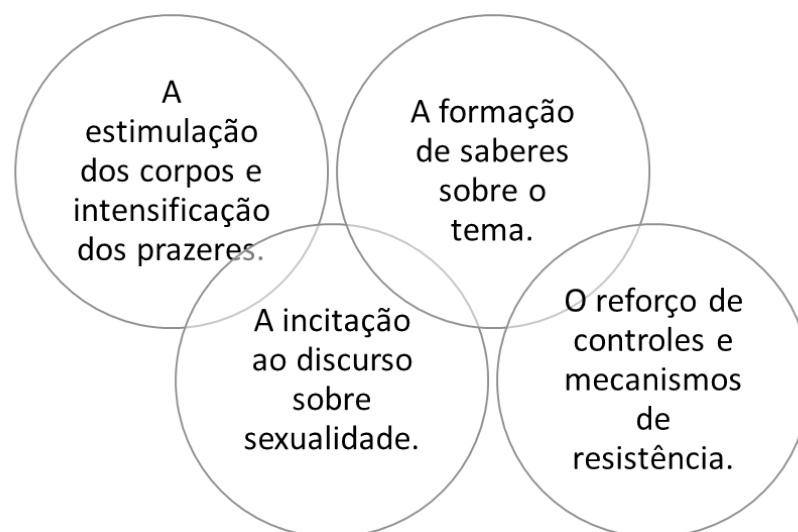 A
estimulação
dos corpos e
intensificação
dos prazeres.
A formação
de saberes
sobre o
tema.
A incitação
ao discurso
sobre
sexualidade.
O reforço de
controles e
mecanismos
de
resistência.